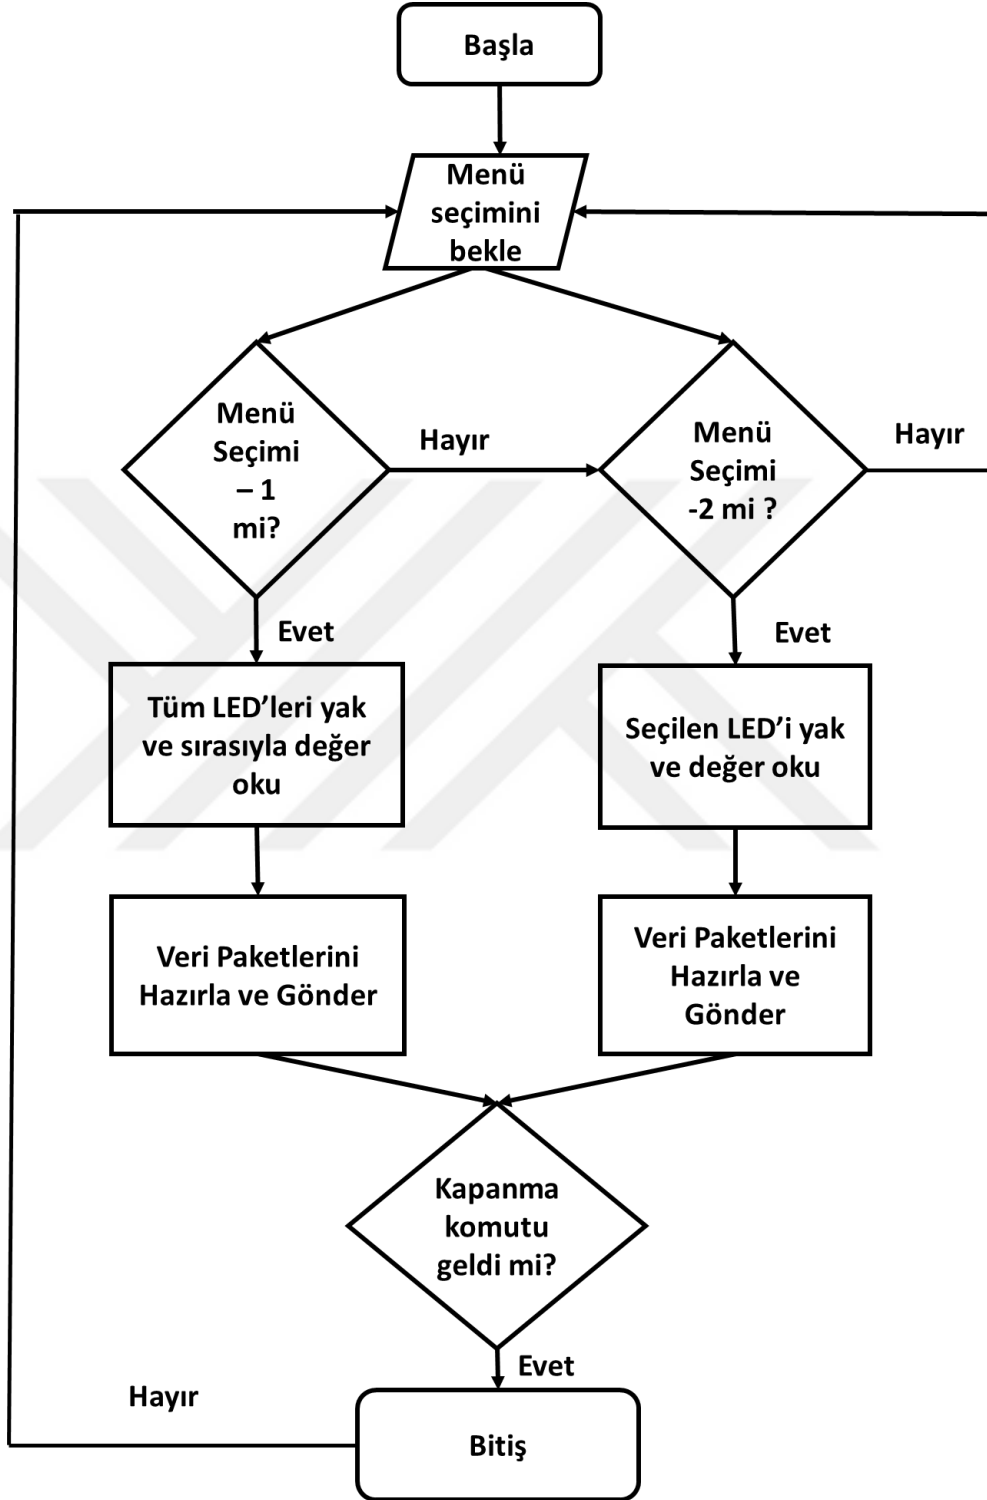 Başla
Menü
seçimini
bekle
Menü
Seçimi
– 1
mi?
Hayır
Menü
Seçimi
-2 mi ?
Hayır
Evet
Evet
Tüm LED’leri yak
ve sırasıyla değer
oku
Seçilen LED’i yak
ve değer oku
Veri Paketlerini
Hazırla ve Gönder
Veri Paketlerini
Hazırla ve
Gönder
Kapanma
komutu
geldi mi?
Evet
Hayır
Bitiş